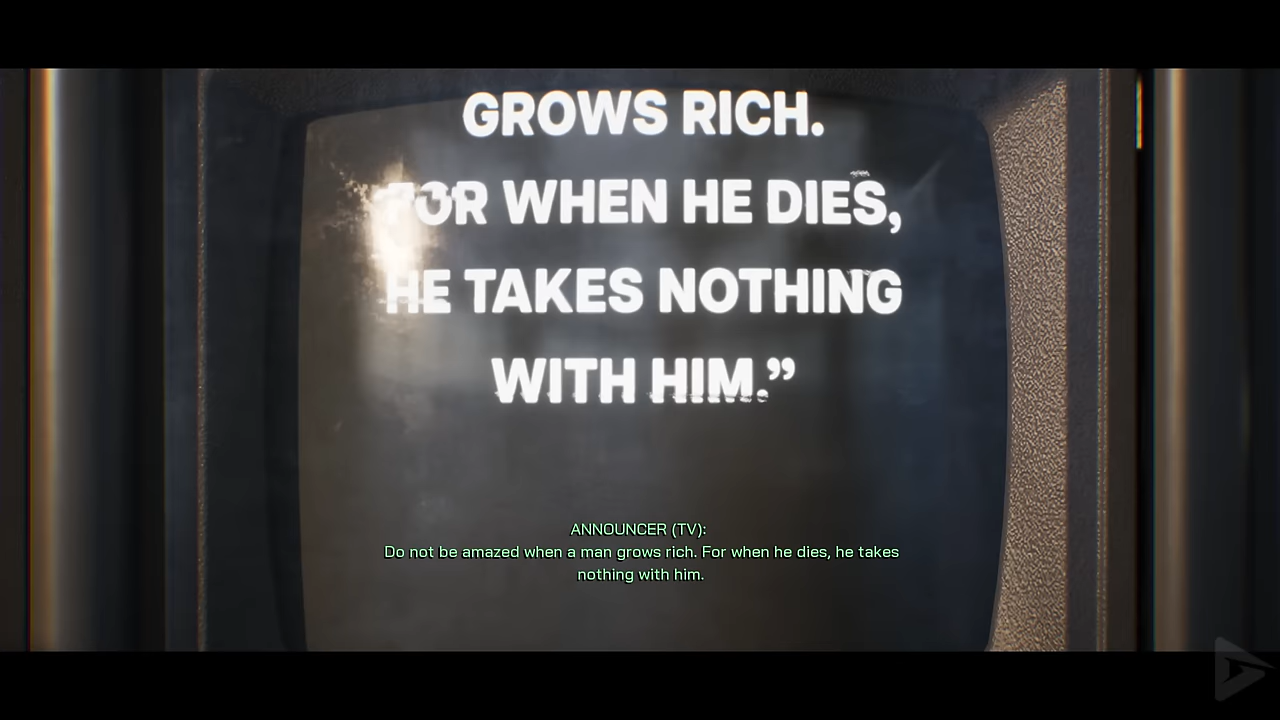 GROWS RICH.
FOR WHEN HE DIES,
HE TAKES NOTHING
WITH HIM.”
ANNOUNCER (TV):
Do not be amazed when a man grows rich. For when he dies, he takes
nothing with him.